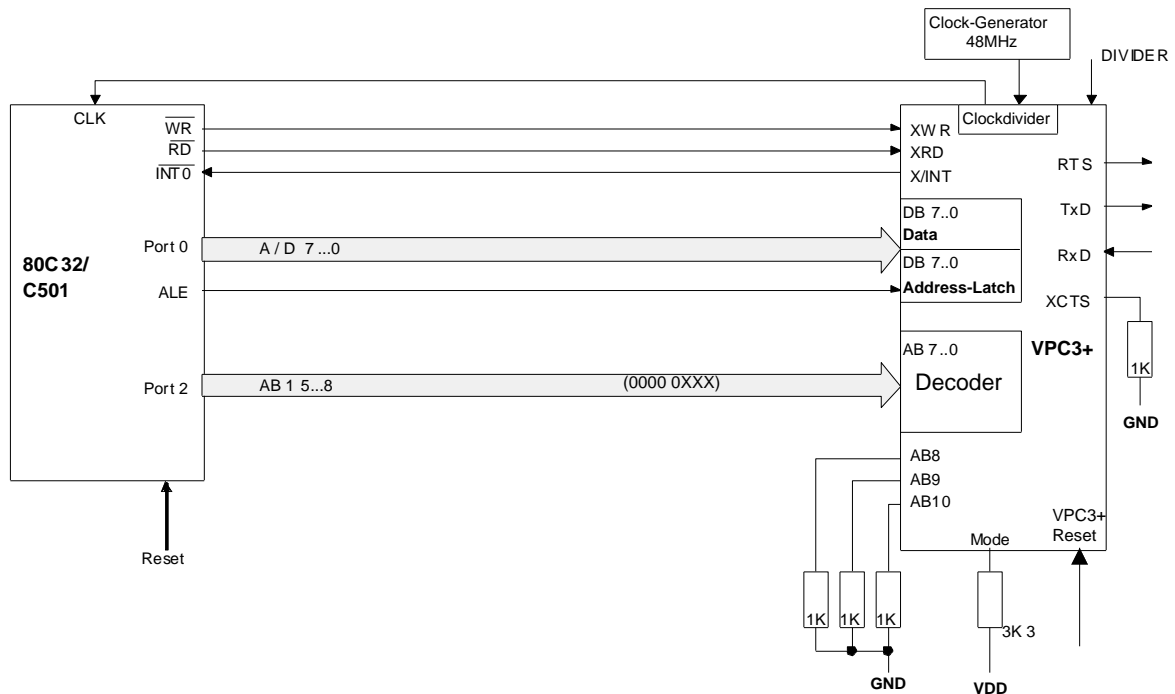 Clock-Generator
48MHz
DIVIDER
CLK
Clockdivider
WR
XWR
RD
XRD
INT0
X/INT
RTS
DB 7..0
TxD
Port 0
A / D 7 ...0
Data
80C32/
C501
DB 7..0
RxD
ALE
Address-Latch
XCTS
AB 7..0
VPC3+
1K
Port 2
AB 1 5...8
(0000 0XXX)
Decoder
GND
AB8
AB9
AB10
VPC3+
Reset
Mode
Reset
1K
1K
1K
3K 3
GND
VDD